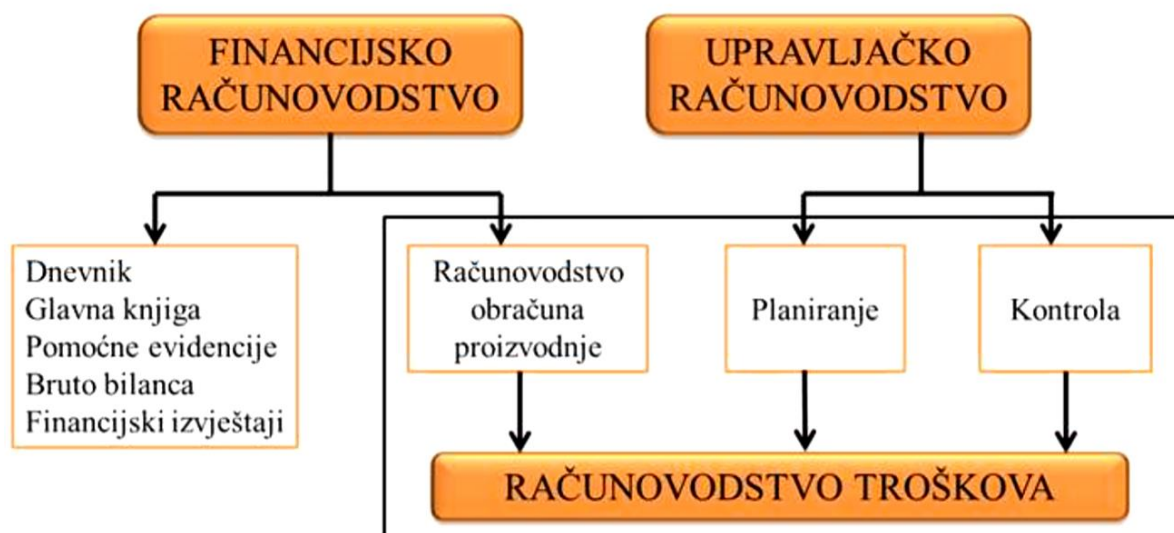 FINANCIJSKO
RAČUNOVODSTVO
UPRAVLJAČKO
RAČUNOVODSTVO
Dnevnik
Glavna knjiga
Pomoćne evidencije
Bruto bilanca
Financijski izvještaji
Računovodstvo
obračuna
proizvodnje
Planiranje
Kontrola
RAČUNOVODSTVO TROŠKOVA